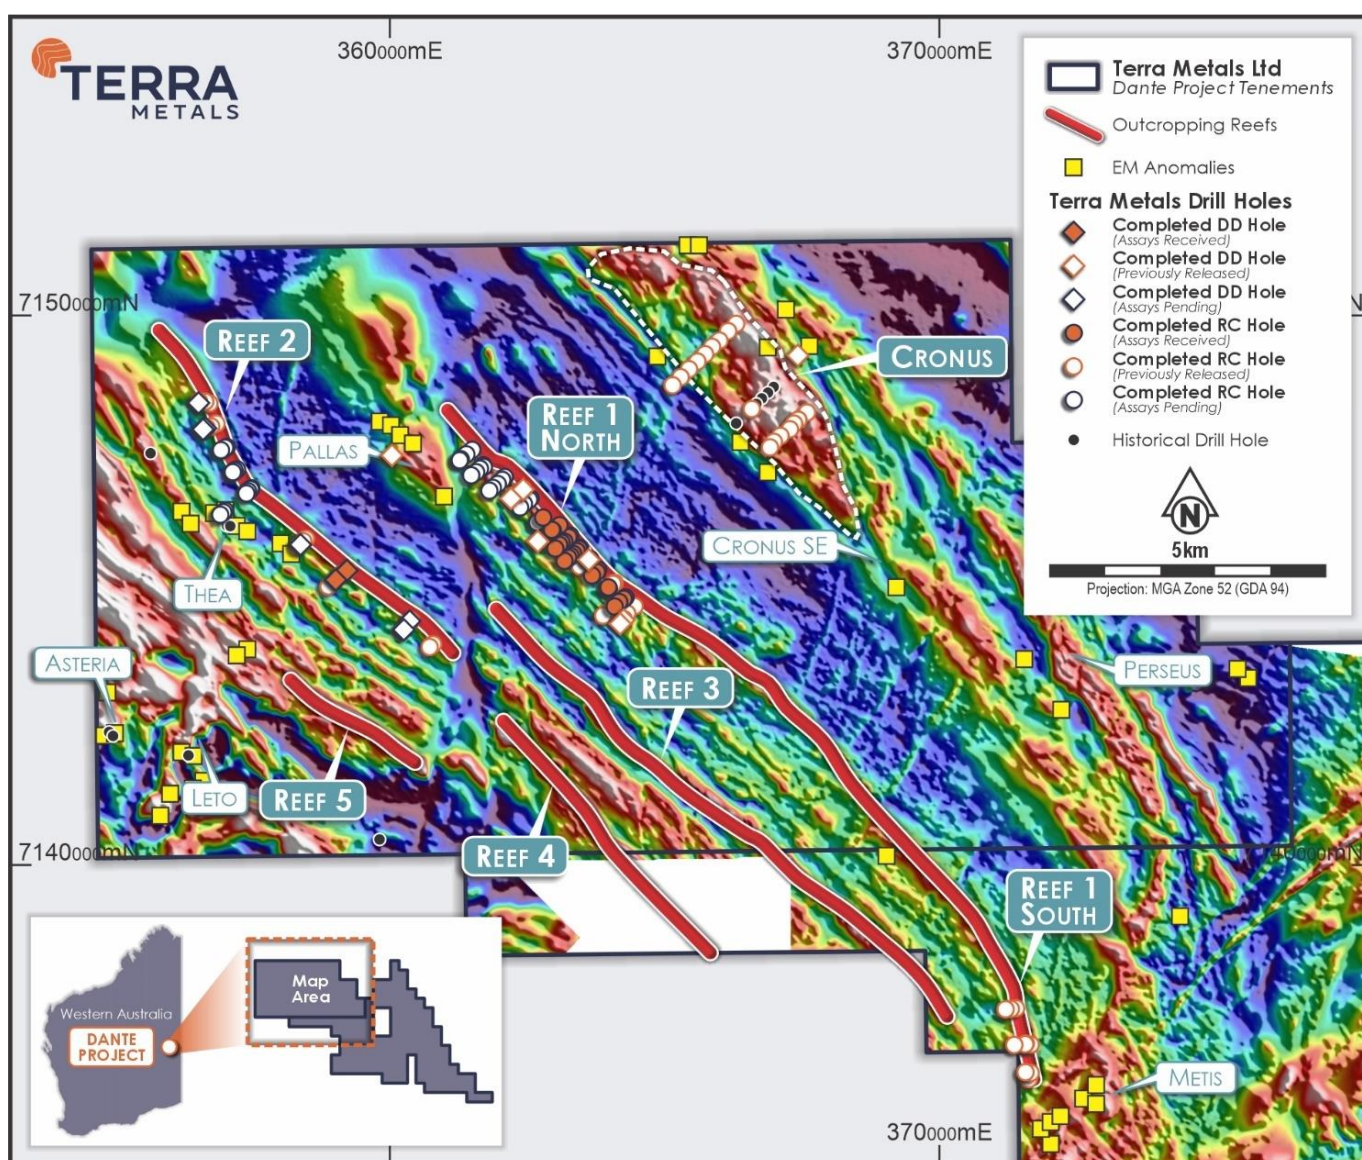 TERRA
METALS
360000mE
370000mE
Terra Metals Ltd
Dante Project Tenements
Outcropping Reefs
EM Anomalies
Terra Metals Drill Holes
Completed DD Hole
(Assays Received)
Completed DD Hole
(Previously Released)
Completed DD Hole
(Assays Pending)
Completed RC Hole
(Assays Received)
Completed RC Hole
(Previously Released)
Completed RC Hole
(Assays Pending)
Historical Drill Hole
N
5km
Projection: MGA Zone 52 (GDA 94)
7150000mN
REEF 2
CRONUS
REEF 1
NORTH
PALLAS
CRONUS SE
THEA
ASTERIA
PERSEUS
REEF 3
REEF 5
LETO
7140000mN
REEF 4
REEF 1
SOUTH
METIS
370000mE
Map
Area
Western Australia
DANTE
PROJECT